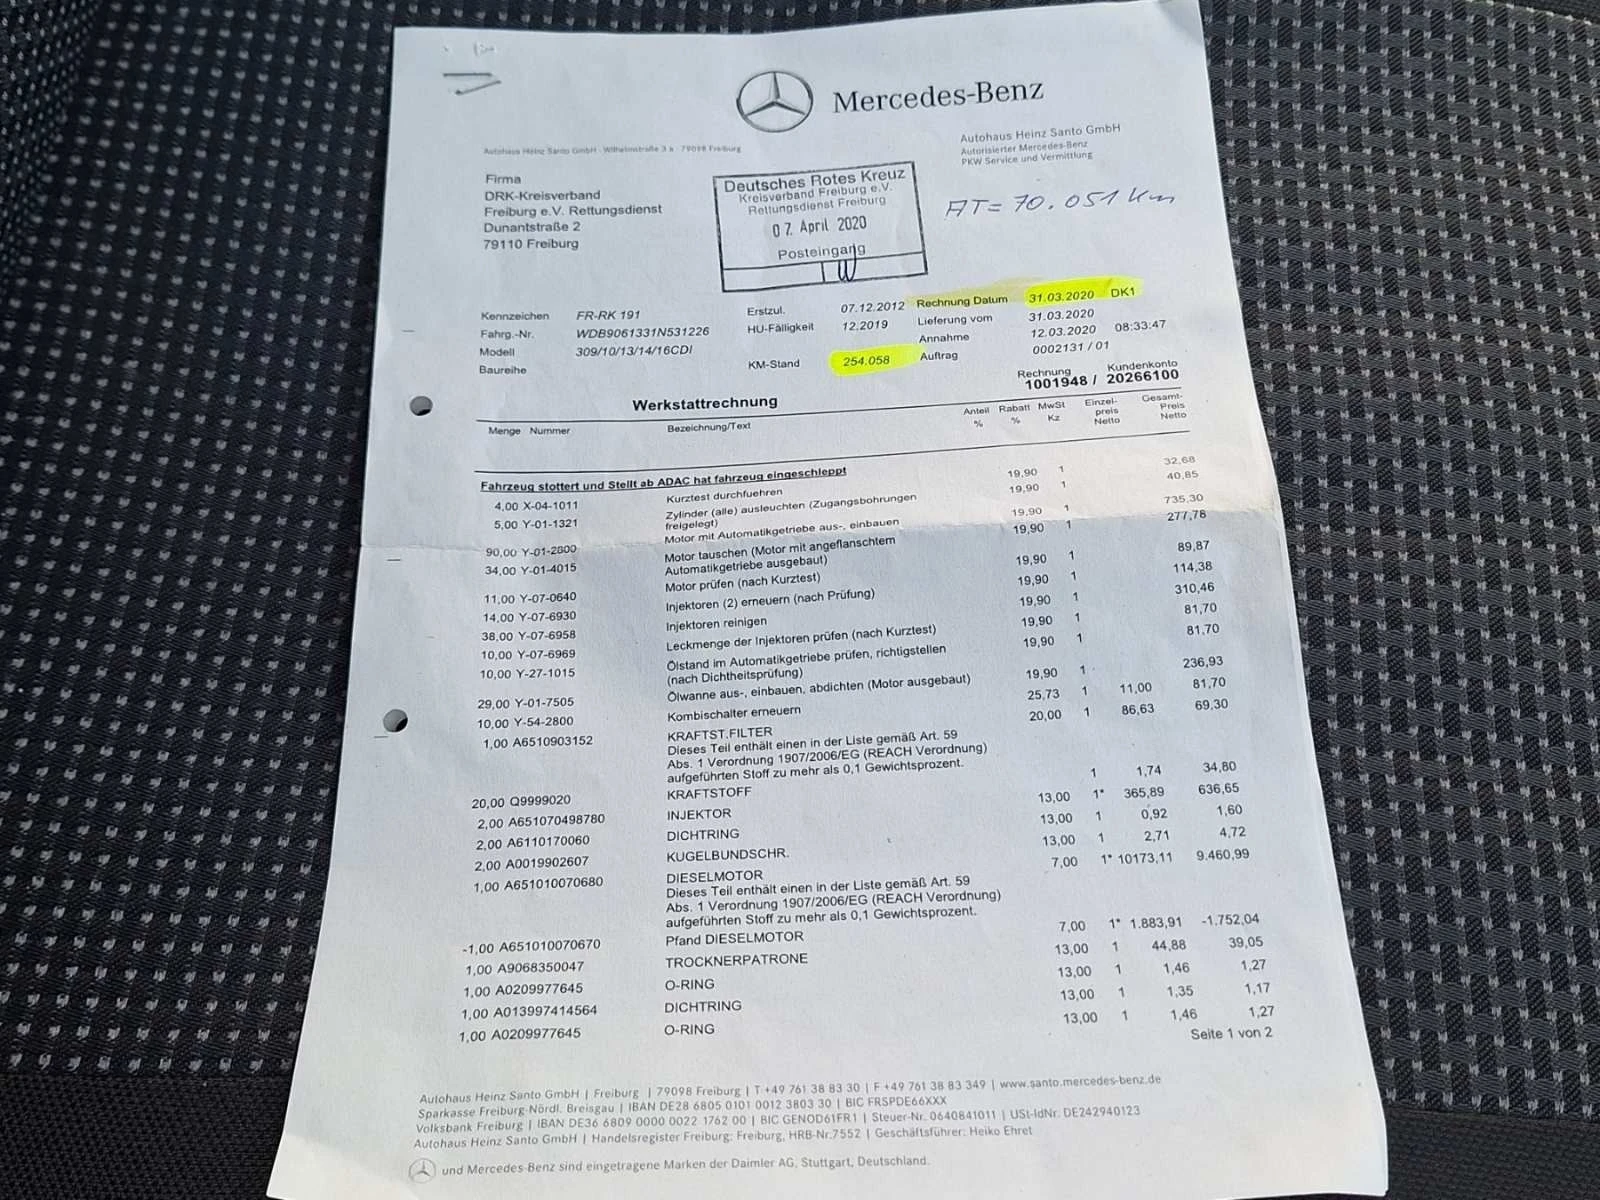 Mercedes-Benz
Autohaus Heinz Santo GmbH
Autorisierter Mercedes-Benz
PKW Service und Vermittlung
Autohaus Heinz Santo GmbH - Wilhelmstraße 3 a - 79098 Freiburg
Firma
DRK-Kreisverband
Freiburg e.V. Rettungsdienst
Dunantstraße 2
79110 Freiburg
Deutsches Rotes Kreuz
Kreisverband Freiburg e.V.
Rettungsdienst Freiburg
07. April 2020
Posteingang
AT = 70.051 Km
Kennzeichen FR-RK 191
Fahrg.-Nr. WDB9061331N531226
Modell 309/10/13/14/16CDI
Baureihe
Erstzul. 07.12.2012
HU-Fälligkeit 12.2019
KM-Stand 254.058
Rechnung Datum 31.03.2020 DK1
Lieferung vom 31.03.2020
Annahme 12.03.2020 08:33:47
Auftrag 0002131 / 01
Rechnung Kundenkonto
1001948 / 20266100
Werkstattrechnung
Menge Nummer Bezeichnung/Text Anteil % Rabatt % MwSt Kz Einzel-preis Netto Gesamt-Preis Netto
Fahrzeug stottert und Stellt ab ADAC hat fahrzeug eingeschleppt
4,00 X-04-1011 Kurztest durchfuehren 19,90 1 32,68
5,00 Y-01-1321 Zylinder (alle) ausleuchten (Zugangsbohrungen 19,90 1 40,85
freigelegt)
90,00 Y-01-2800 Motor mit Automatikgetriebe aus-, einbauen 19,90 1 735,30
34,00 Y-01-4015 Motor tauschen (Motor mit angeflanschtem 19,90 1 277,78
Automatikgetriebe ausgebaut)
11,00 Y-07-0640 Motor prüfen (nach Kurztest) 19,90 1 89,87
14,00 Y-07-6930 Injektoren (2) erneuern (nach Prüfung) 19,90 1 114,38
38,00 Y-07-6958 Injektoren reinigen 19,90 1 310,46
10,00 Y-07-6969 Leckmenge der Injektoren prüfen (nach Kurztest) 19,90 1 81,70
10,00 Y-27-1015 Ölstand im Automatikgetriebe prüfen, richtigstellen 19,90 1 81,70
(nach Dichtheitsprüfung)
29,00 Y-01-7505 Ölwanne aus-, einbauen, abdichten (Motor ausgebaut) 19,90 1 236,93
10,00 Y-54-2800 Kombischalter erneuern 25,73 1 11,00 81,70
1,00 A6510903152 KRAFTST.FILTER 20,00 1 86,63 69,30
Dieses Teil enthält einen in der Liste gemäß Art. 59
Abs. 1 Verordnung 1907/2006/EG (REACH Verordnung)
aufgeführten Stoff zu mehr als 0,1 Gewichtsprozent.
20,00 Q9999020 KRAFTSTOFF 1 1,74 34,80
2,00 A651070498780 INJEKTOR 13,00 1* 365,89 636,65
2,00 A6110170060 DICHTRING 13,00 1 0,92 1,60
2,00 A0019902607 KUGELBUNDSCHR. 13,00 1 2,71 4,72
1,00 A651010070680 DIESELMOTOR 7,00 1* 10173,11 9.460,99
Dieses Teil enthält einen in der Liste gemäß Art. 59
Abs. 1 Verordnung 1907/2006/EG (REACH Verordnung)
aufgeführten Stoff zu mehr als 0,1 Gewichtsprozent.
-1,00 A651010070670 Pfand DIESELMOTOR 7,00 1* 1.883,91 -1.752,04
1,00 A9068350047 TROCKNERPATRONE 13,00 1 44,88 39,05
1,00 A0209977645 O-RING 13,00 1 1,46 1,27
1,00 A013997414564 DICHTRING 13,00 1 1,35 1,17
1,00 A0209977645 O-RING 13,00 1 1,46 1,27
Seite 1 von 2
Autohaus Heinz Santo GmbH | Freiburg | 79098 Freiburg | T +49 761 38 83 30 | F +49 761 38 83 349 | www.santo.mercedes-benz.de
Sparkasse Freiburg-Nördl. Breisgau | IBAN DE28 6805 0101 0012 3803 30 | BIC FRSPDE66XXX
Volksbank Freiburg | IBAN DE36 6809 0000 0022 1762 00 | BIC GENOD61FR1 | Steuer-Nr. 0640841011 | USt-IdNr. DE242940123
Autohaus Heinz Santo GmbH | Handelsregister Freiburg: Freiburg, HRB-Nr.7552 | Geschäftsführer: Heiko Ehret
und Mercedes-Benz sind eingetragene Marken der Daimler AG, Stuttgart, Deutschland.